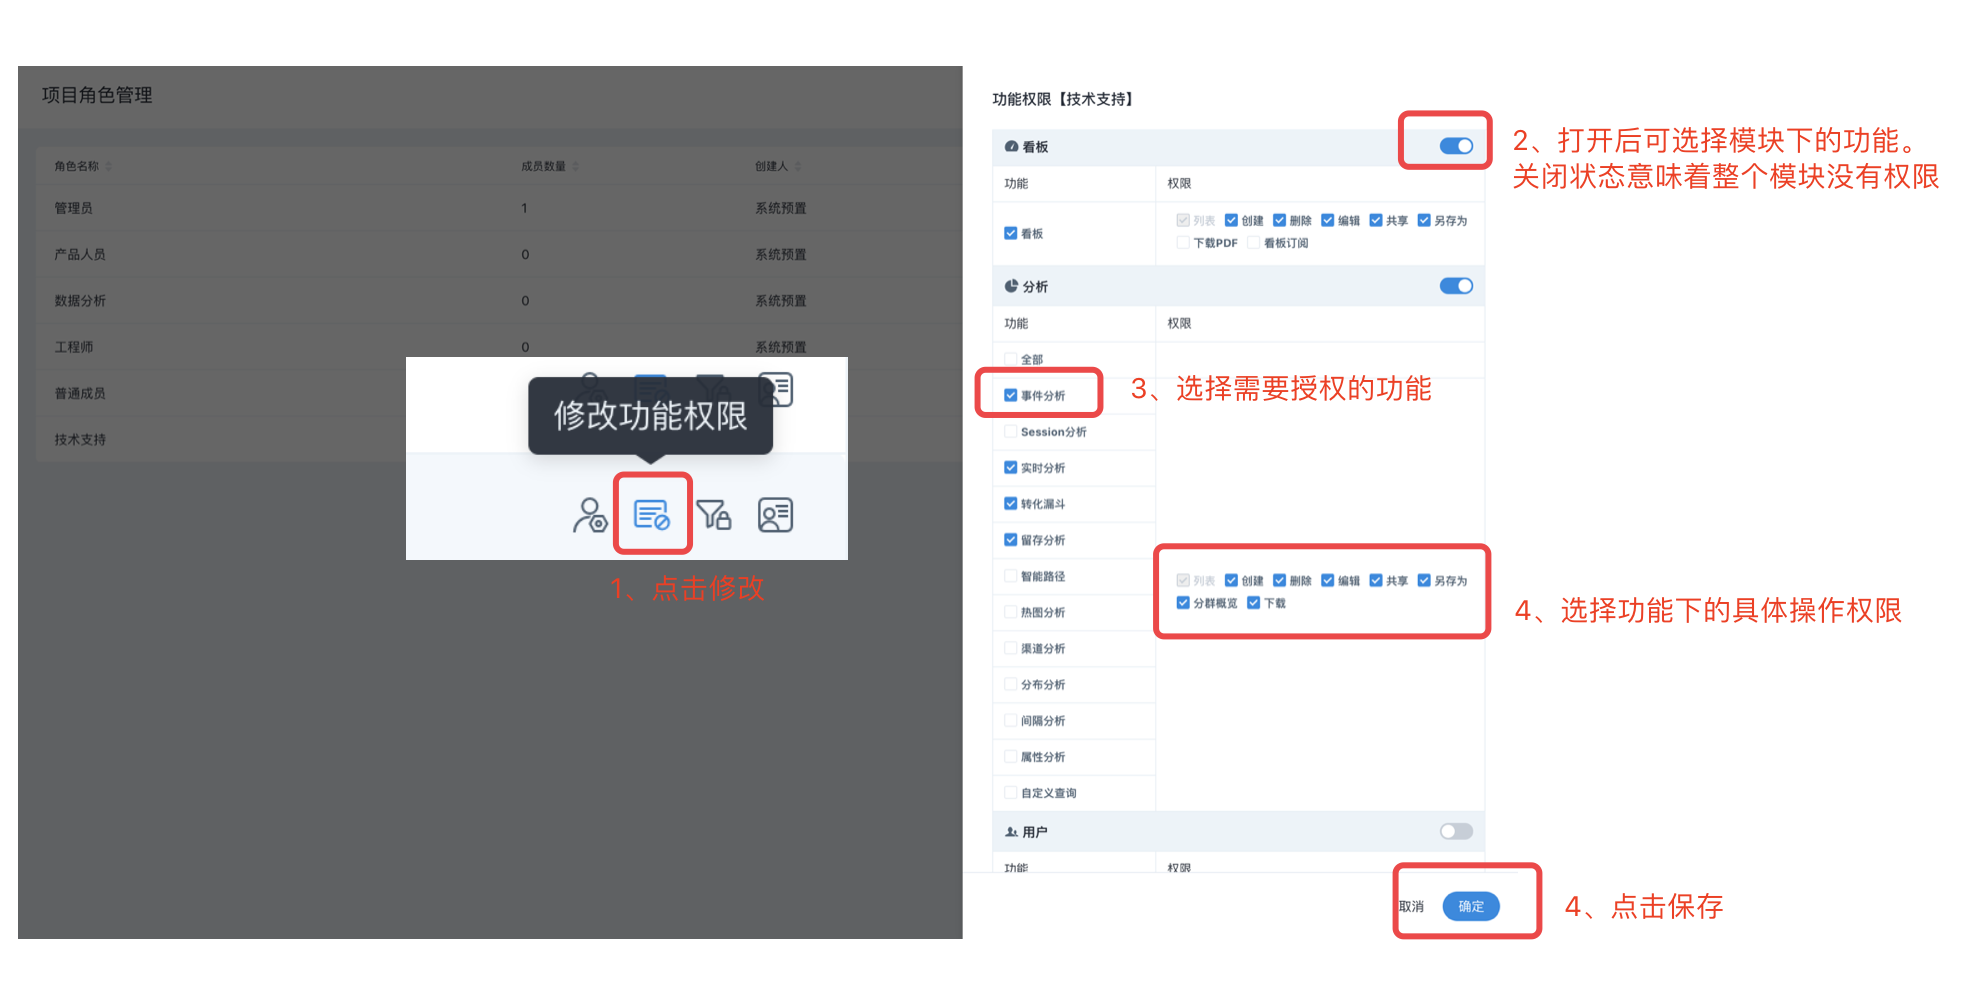 项目角色管理
角色名称 成员数量 创建人
管理员 1 系统预置
产品人员 0 系统预置
数据分析 0 系统预置
工程师 0 系统预置
普通成员
技术支持
修改功能权限
1、点击修改
功能权限【技术支持】
看板
2、打开后可选择模块下的功能。
关闭状态意味着整个模块没有权限
功能 权限
看板
列表 创建 删除 编辑 共享 另存为
下载PDF 看板订阅
分析
功能 权限
全部
事件分析
3、选择需要授权的功能
Session分析
实时分析
转化漏斗
留存分析
智能路径
热图分析
渠道分析
分布分析
间隔分析
属性分析
自定义查询
列表 创建 删除 编辑 共享 另存为
分群概览 下载
4、选择功能下的具体操作权限
用户
功能 权限
取消 确定
4、点击保存